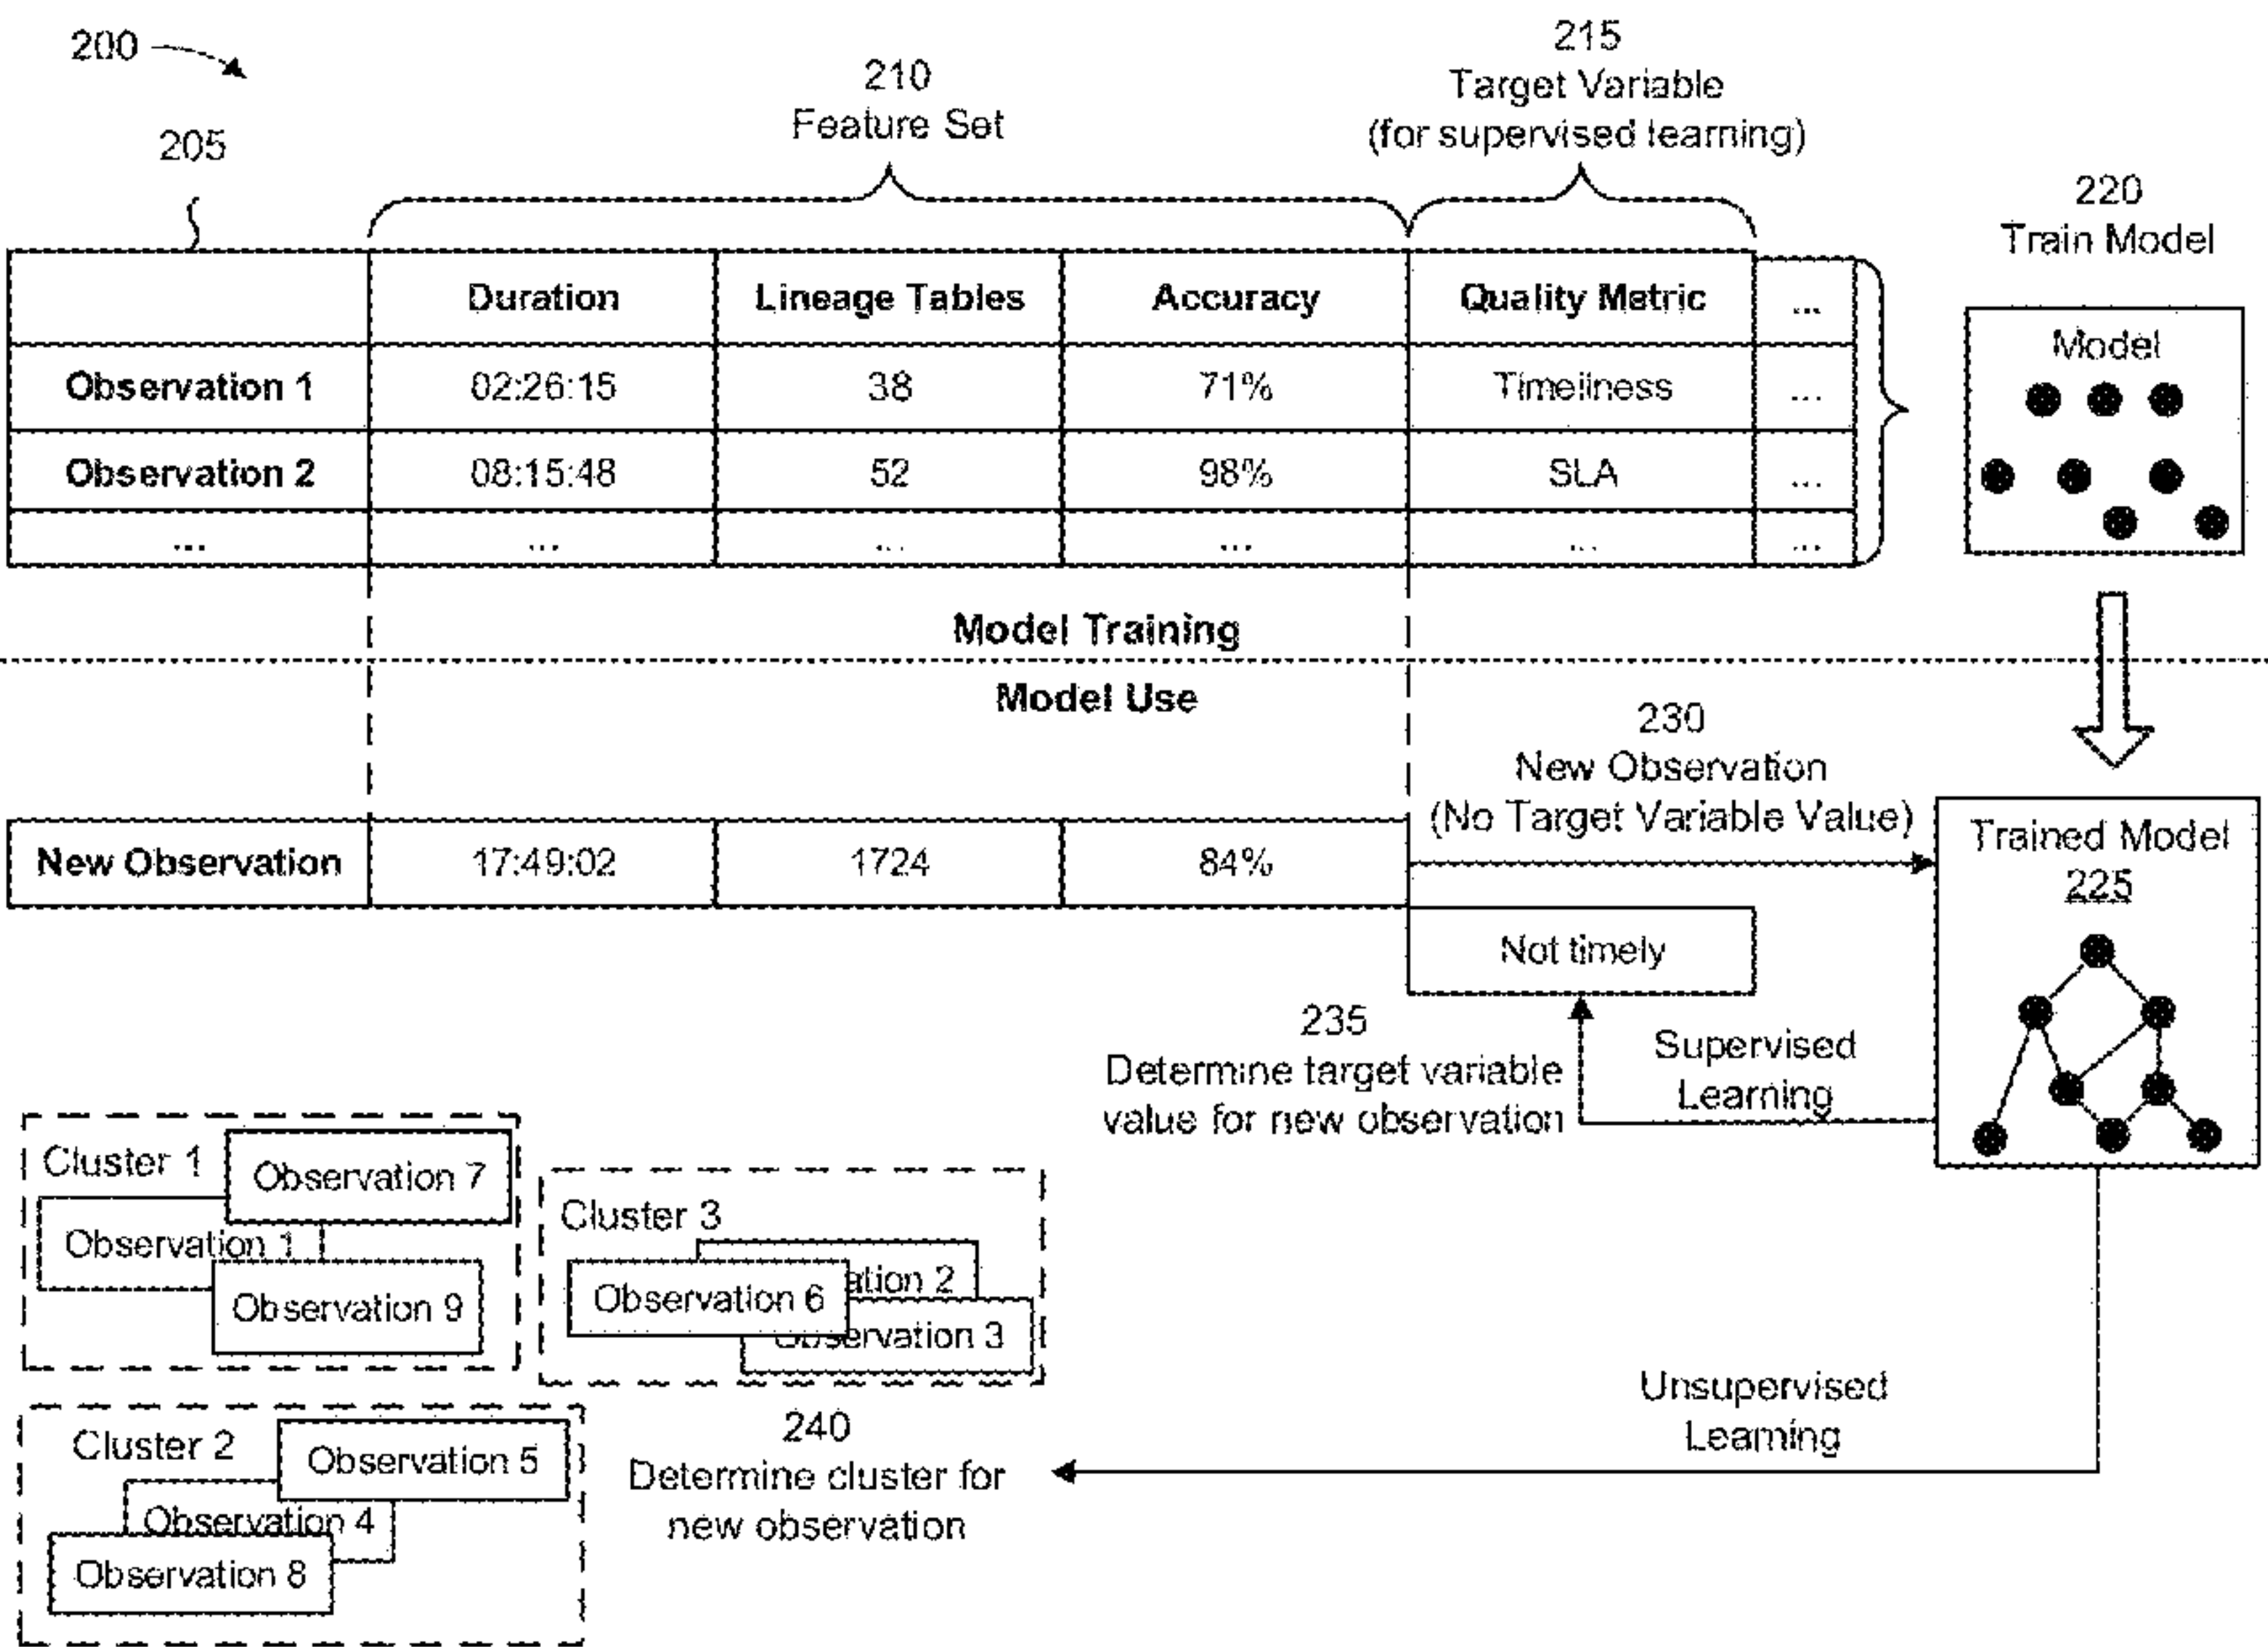 200
205
210
Feature Set
215
Target Variable
(for supervised learning)
220
Train Model
Duration Lineage Tables Accuracy Quality Metric ...
Observation 1 02:26:15 38 71% Timeliness ...
Observation 2 08:15:48 52 98% SLA ...
... ... ... ... ... ...
Model
Model Training
Model Use
230
New Observation
(No Target Variable Value)
New Observation 17:49:02 1724 84%
Trained Model
225
Not timely
235
Determine target variable
value for new observation
Supervised
Learning
Cluster 1
Observation 7
Observation 1
Observation 9
Cluster 3
ation 2
Observation 6
Observation 3
Cluster 2
Observation 5
Observation 4
Observation 8
240
Determine cluster for
new observation
Unsupervised
Learning